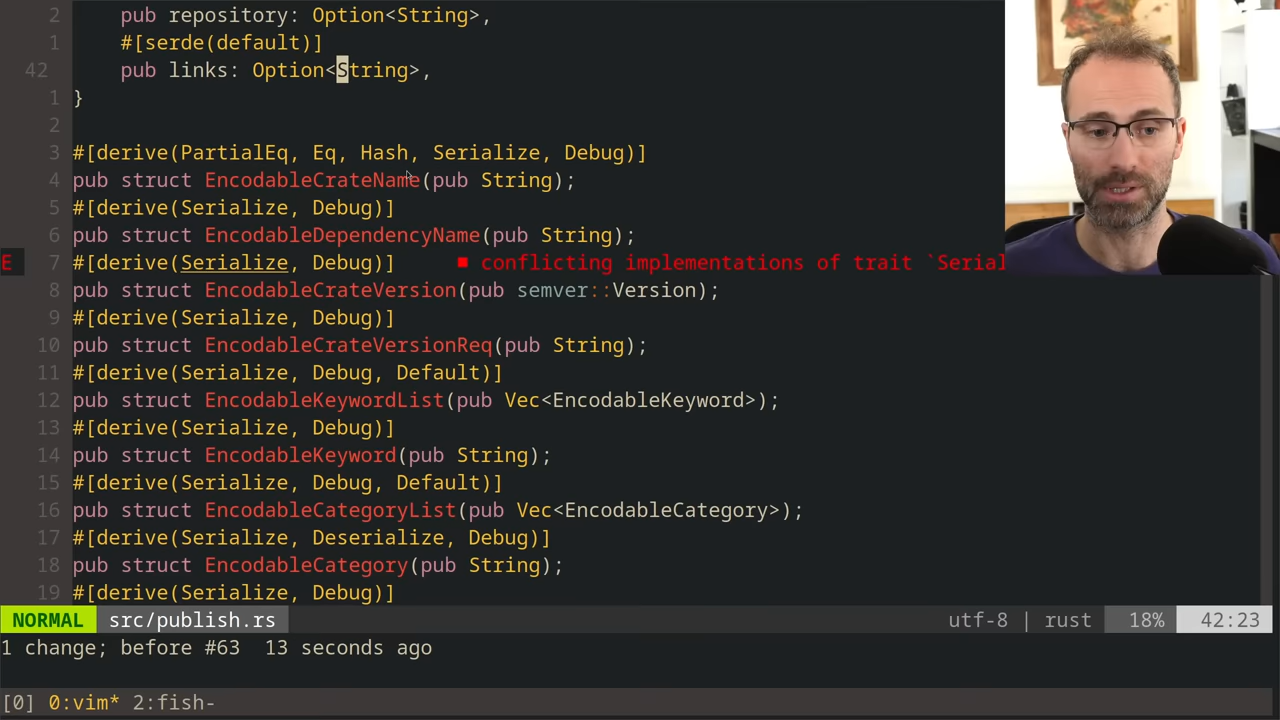 2 pub repository: Option<String>,
1 #[serde(default)]
42 pub links: Option<String>,
1 }
2
3 #[derive(PartialEq, Eq, Hash, Serialize, Debug)]
4 pub struct EncodableCrateName(pub String);
5 #[derive(Serialize, Debug)]
6 pub struct EncodableDependencyName(pub String);
E 7 #[derive(Serialize, Debug)] ■ conflicting implementations of trait `Serial
8 pub struct EncodableCrateVersion(pub semver::Version);
9 #[derive(Serialize, Debug)]
10 pub struct EncodableCrateVersionReq(pub String);
11 #[derive(Serialize, Debug, Default)]
12 pub struct EncodableKeywordList(pub Vec<EncodableKeyword>);
13 #[derive(Serialize, Debug)]
14 pub struct EncodableKeyword(pub String);
15 #[derive(Serialize, Debug, Default)]
16 pub struct EncodableCategoryList(pub Vec<EncodableCategory>);
17 #[derive(Serialize, Deserialize, Debug)]
18 pub struct EncodableCategory(pub String);
19 #[derive(Serialize, Debug)]
NORMAL src/publish.rs utf-8 | rust 18% 42:23
1 change; before #63 13 seconds ago
[0] 0:vim* 2:fish-